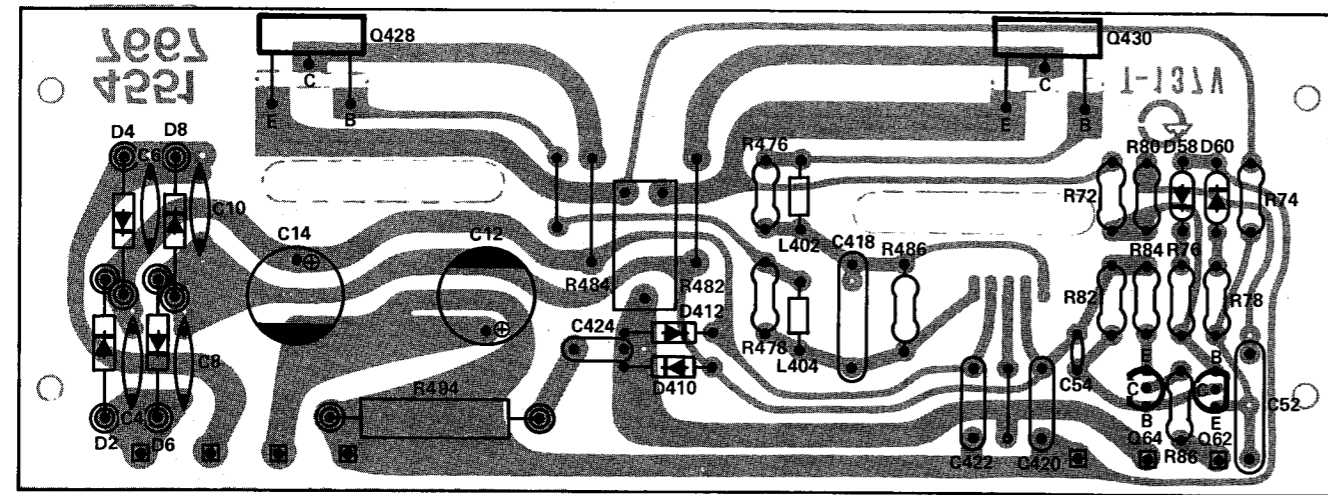 7667
4551
Q428
Q430
T-137V
C
C
E
B
E
B
D4
D8
C6
R476
R80
D58
D60
C10
R72
R74
C14
C12
L402
C418
R486
R84
R76
R484
R482
R82
R78
D412
C424
C8
R478
L404
D410
C54
E
B
R494
C
C
C52
D2
C4
D6
B
E
C422
C420
Q64
R86
Q62